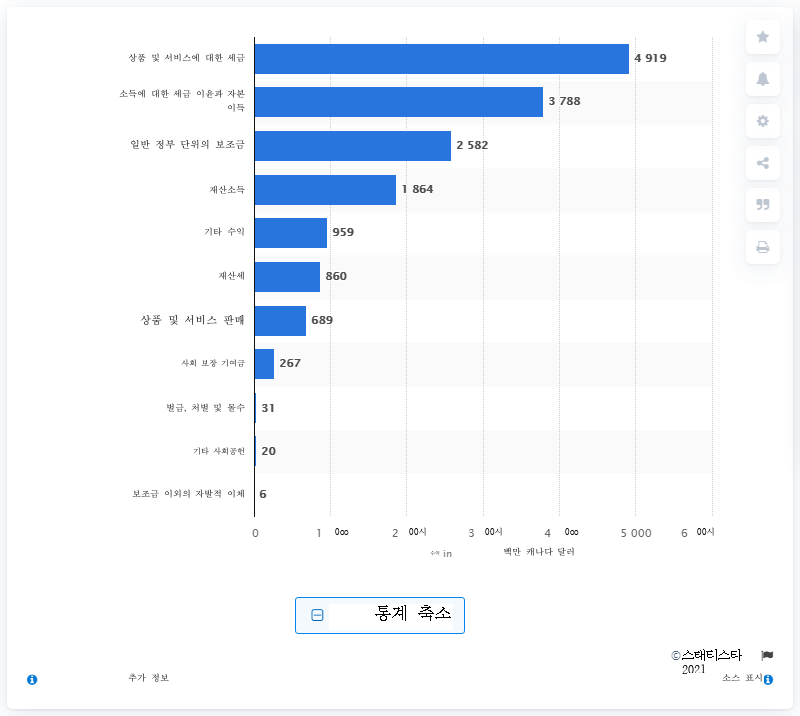 상품 및 서비스에 대한 세금
4 919
소득에 대한 세금 이윤과 자본
이득
3 788
일반 정부 단위의 보조금
2 582
재산소득
1 864
기타 수익
959
재산세
860
상품 및 서비스 판매
689
사회 보장 기여금
267
벌금, 처벌 및 몰수
31
기타 사회공헌
20
보조금 이외의 자발적 이체
6
0 1 2 00시 3 00시 4 5 000 6 00시
수익 in 백만 캐나다 달러
통계 축소
©스태티스타
2021
추가 정보
소스 표시